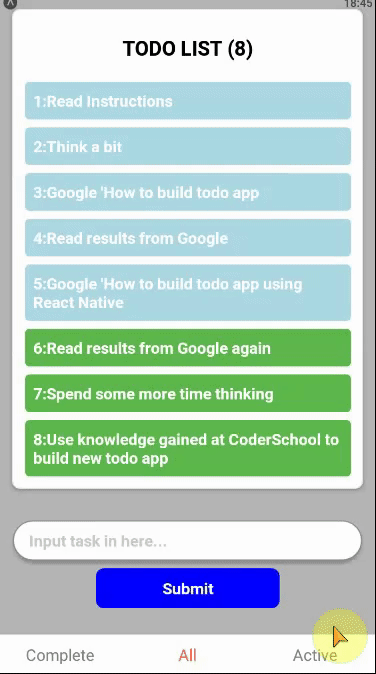 18:45
TODO LIST (8)
1:Read Instructions
2:Think a bit
3:Google 'How to build todo app
4:Read results from Google
5:Google 'How to build todo app using
React Native
6:Read results from Google again
7:Spend some more time thinking
8:Use knowledge gained at CoderSchool to
build new todo app
Input task in here...
Submit
Complete All Active